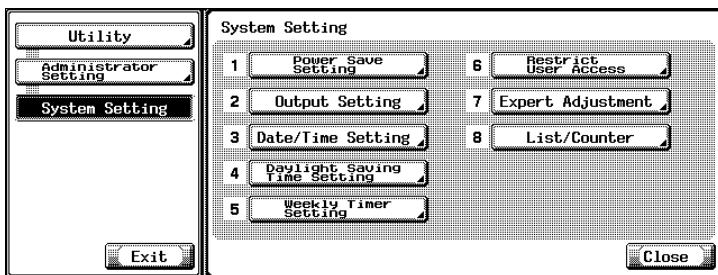 Utility
Administrator
Setting
System Setting
Exit
System Setting
1 Power Save
Setting
2 Output Setting
3 Date/Time Setting
4 Daylight Saving
Time Setting
5 Weekly Timer
Setting
6 Restrict
User Access
7 Expert Adjustment
8 List/Counter
Close